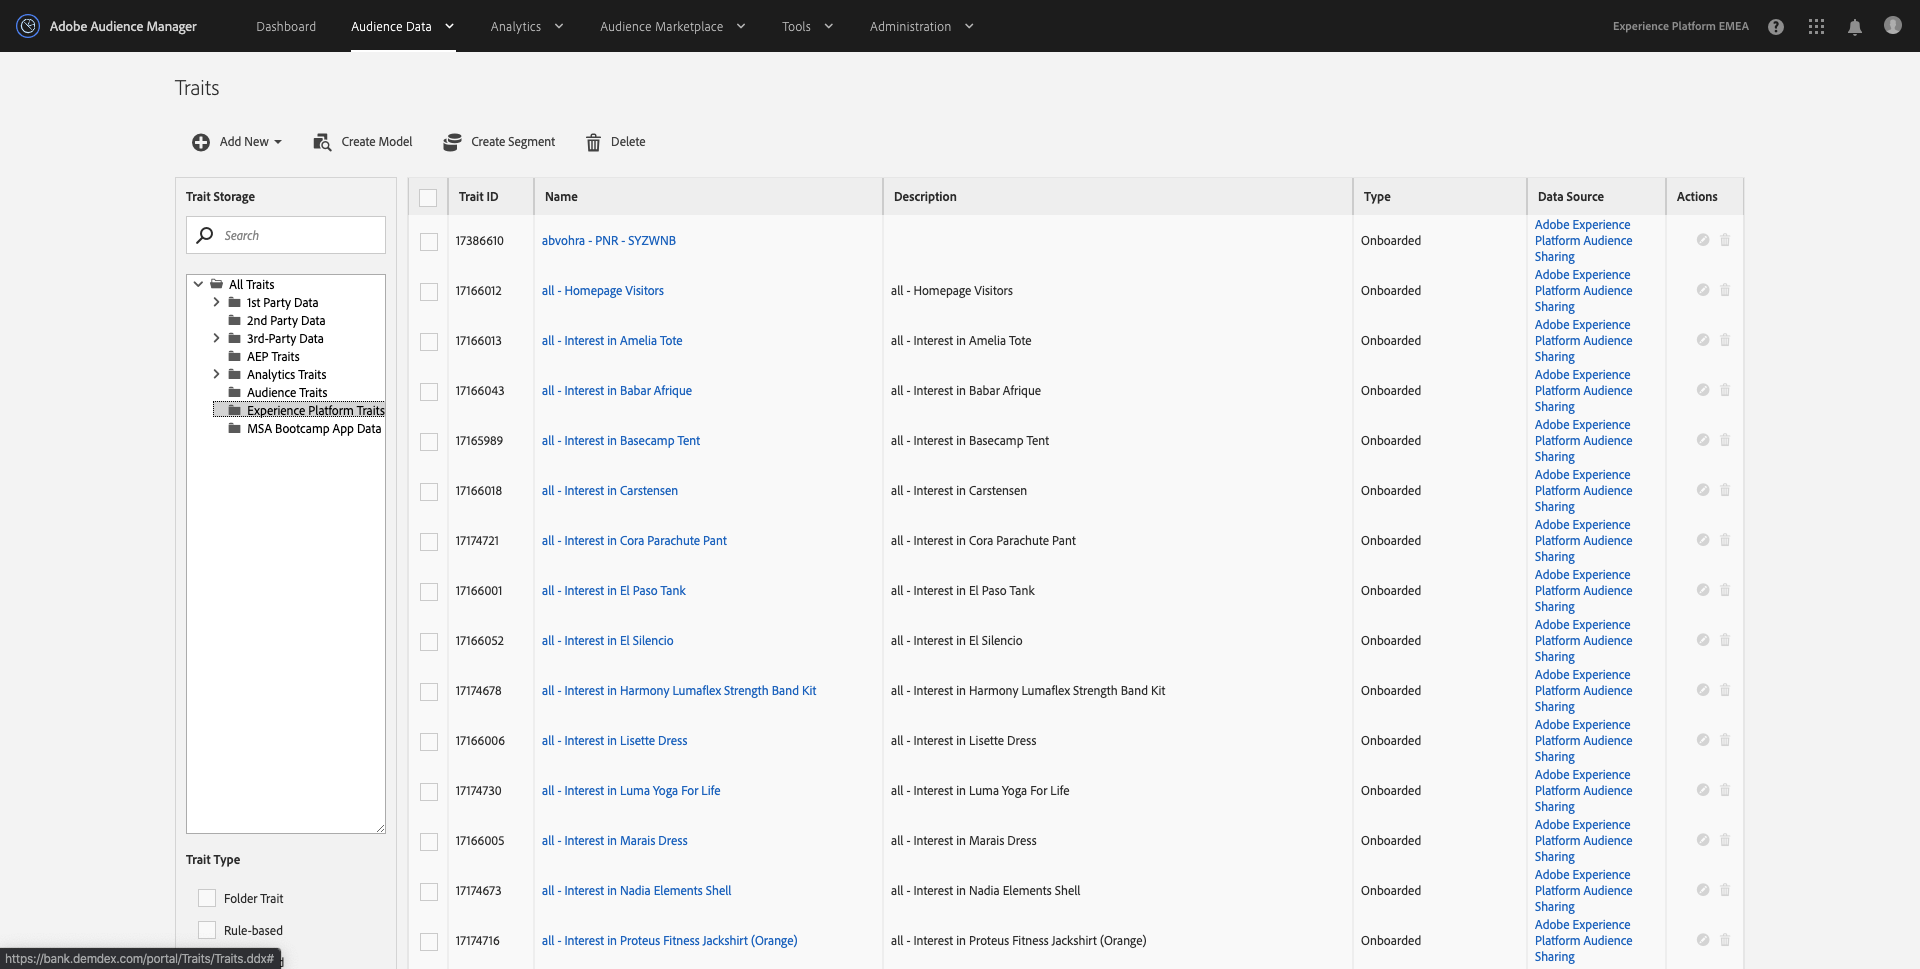 Adobe Audience Manager
Dashboard
Audience Data
Analytics
Audience Marketplace
Tools
Administration
Experience Platform EMEA
Traits
Add New
Create Model
Create Segment
Delete
Trait Storage
Search
All Traits
1st Party Data
2nd Party Data
3rd-Party Data
AEP Traits
Analytics Traits
Audience Traits
Experience Platform Traits
MSA Bootcamp App Data
Trait Type
Folder Trait
Rule-based
https://bank.demdex.com/portal/Traits/Traits.ddx#
Trait ID Name Description Type Data Source Actions
17386610 abvohra - PNR - SYZWNB Onboarded Adobe Experience
Platform Audience
Sharing
17166012 all - Homepage Visitors all - Homepage Visitors Onboarded Adobe Experience
Platform Audience
Sharing
17166013 all - Interest in Amelia Tote all - Interest in Amelia Tote Onboarded Adobe Experience
Platform Audience
Sharing
17166043 all - Interest in Babar Afrique all - Interest in Babar Afrique Onboarded Adobe Experience
Platform Audience
Sharing
17165989 all - Interest in Basecamp Tent all - Interest in Basecamp Tent Onboarded Adobe Experience
Platform Audience
Sharing
17166018 all - Interest in Carstensen all - Interest in Carstensen Onboarded Adobe Experience
Platform Audience
Sharing
17174721 all - Interest in Cora Parachute Pant all - Interest in Cora Parachute Pant Onboarded Adobe Experience
Platform Audience
Sharing
17166001 all - Interest in El Paso Tank all - Interest in El Paso Tank Onboarded Adobe Experience
Platform Audience
Sharing
17166052 all - Interest in El Silencio all - Interest in El Silencio Onboarded Adobe Experience
Platform Audience
Sharing
17174678 all - Interest in Harmony Lumaflex Strength Band Kit all - Interest in Harmony Lumaflex Strength Band Kit Onboarded Adobe Experience
Platform Audience
Sharing
17166006 all - Interest in Lisette Dress all - Interest in Lisette Dress Onboarded Adobe Experience
Platform Audience
Sharing
17174730 all - Interest in Luma Yoga For Life all - Interest in Luma Yoga For Life Onboarded Adobe Experience
Platform Audience
Sharing
17166005 all - Interest in Marais Dress all - Interest in Marais Dress Onboarded Adobe Experience
Platform Audience
Sharing
17174673 all - Interest in Nadia Elements Shell all - Interest in Nadia Elements Shell Onboarded Adobe Experience
Platform Audience
Sharing
17174716 all - Interest in Proteus Fitness Jackshirt (Orange) all - Interest in Proteus Fitness Jackshirt (Orange) Onboarded Adobe Experience
Platform Audience
Sharing